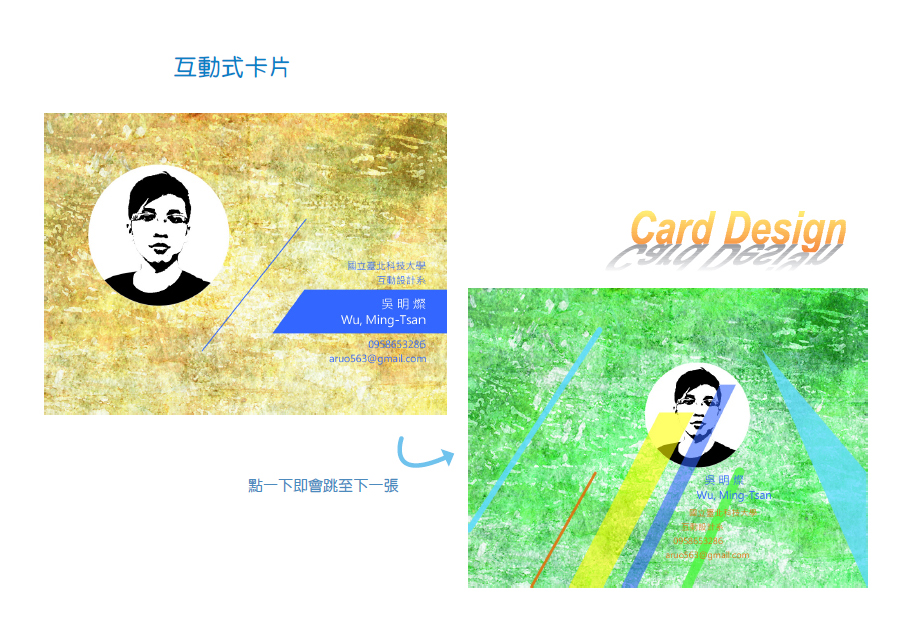 互動式卡片
國立臺北科技大學
互動設計系
吳明燦
Wu, Ming-Tsan
0958653286
aruo563@gmail.com
點一下即會跳至下一張
Card Design
吳明燦
Wu, Ming-Tsan
國立臺北科技大學
互動設計系
0958653286
aruo563@gmail.com